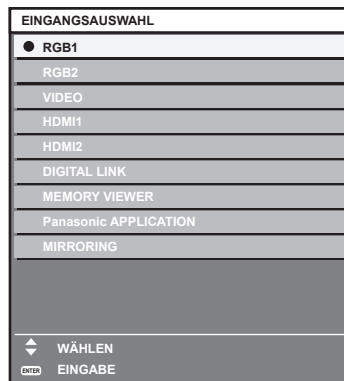 EINGANGSAUSWAHL
RGB1
RGB2
VIDEO
HDMI1
HDMI2
DIGITAL LINK
MEMORY VIEWER
Panasonic APPLICATION
MIRRORING
WÄHLEN
ENTER EINGABE